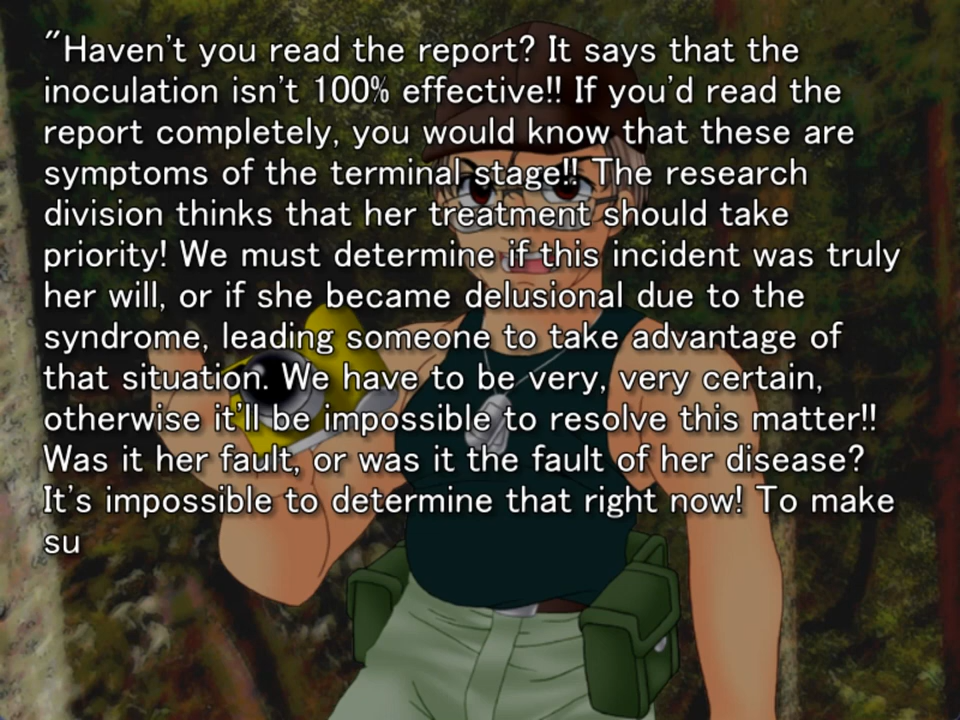 "Haven't you read the report? It says that the
inoculation isn't 100% effective!! If you'd read the
report completely, you would know that these are
symptoms of the terminal stage!! The research
division thinks that her treatment should take
priority! We must determine if this incident was truly
her will, or if she became delusional due to the
syndrome, leading someone to take advantage of
that situation. We have to be very, very certain,
otherwise it'll be impossible to resolve this matter!!
Was it her fault, or was it the fault of her disease?
It's impossible to determine that right now! To make
su